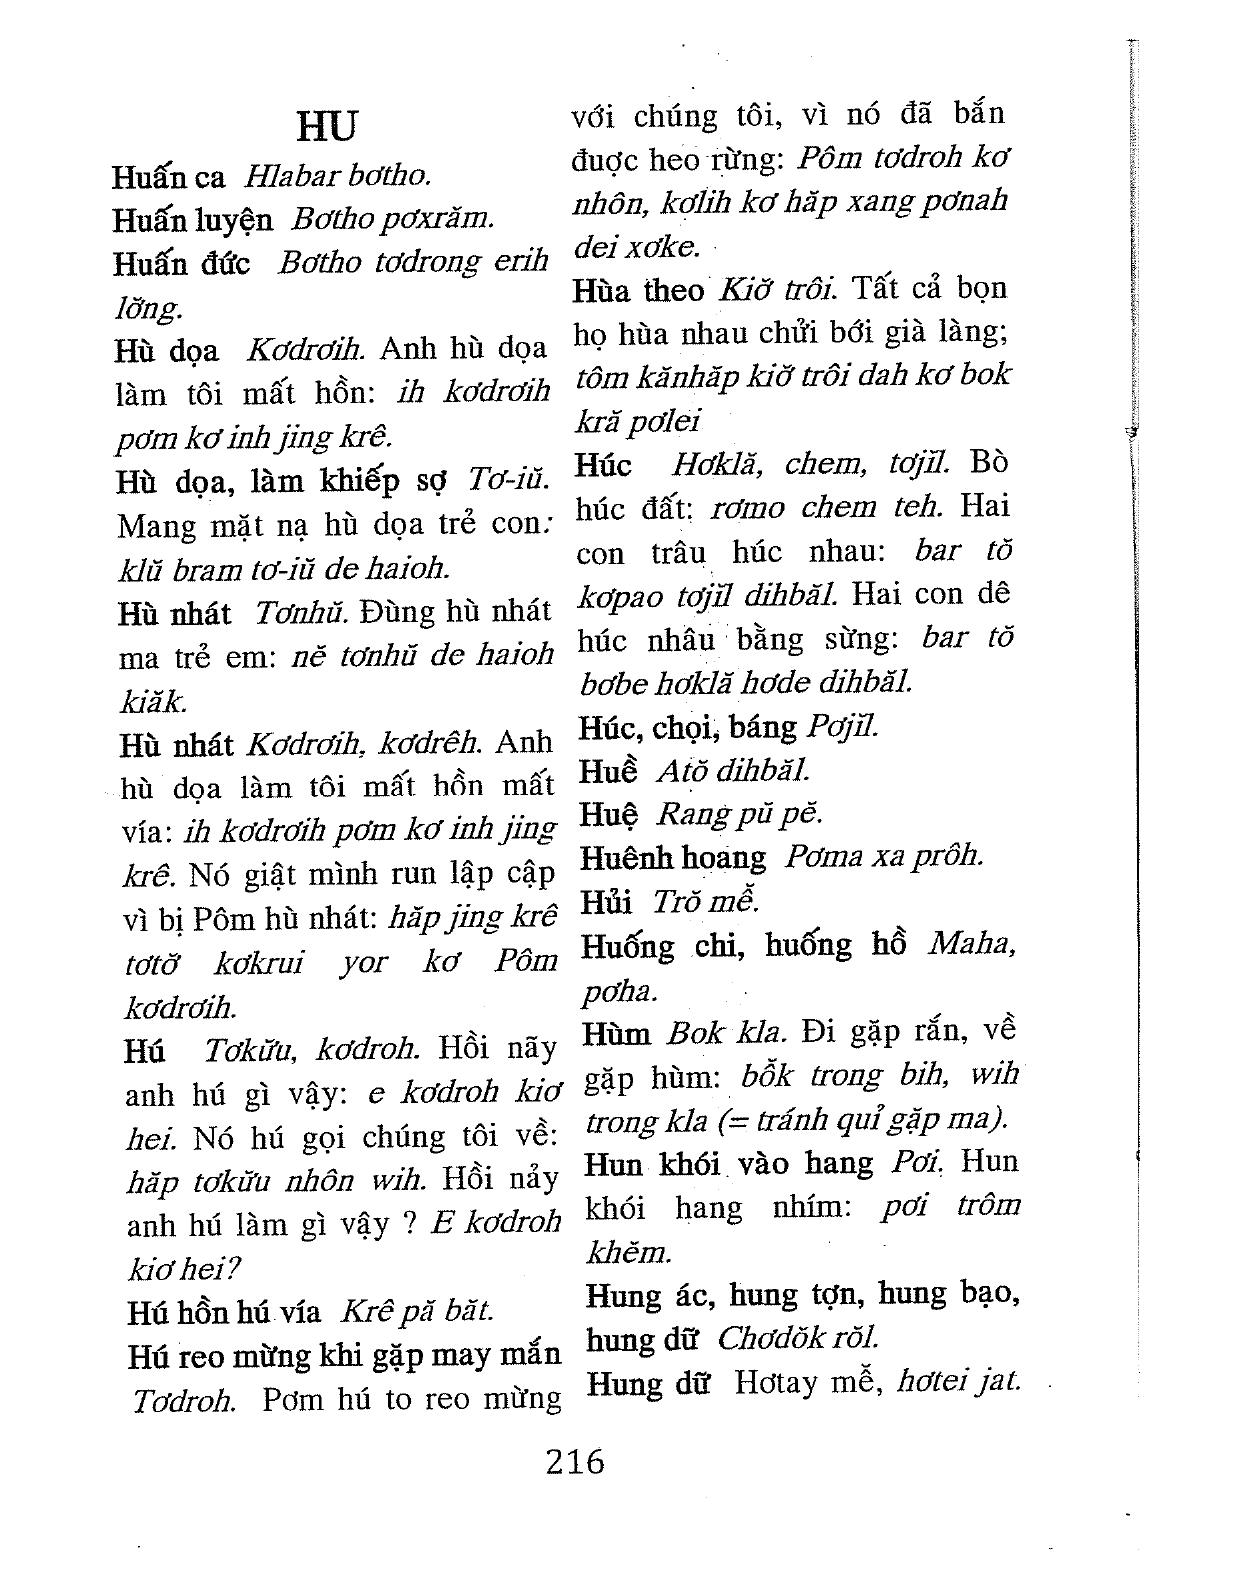 HU
Huấn ca Hlabar bơtho.
Huấn luyện Bơtho pơxrăm.
Huấn đức Bơtho tơdrong erih
lỡng.
Hù dọa Kơdrơih. Anh hù dọa
làm tôi mất hồn: ih kơdrơih
pơm kơ inh jing krê.
Hù dọa, làm khiếp sợ Tơ-iŭ.
Mang mặt nạ hù dọa trẻ con:
klŭ bram tơ-iŭ de haioh.
Hù nhát Tơnhŭ. Đùng hù nhát
ma trẻ em: nĕ tơnhŭ de haioh
kiăk.
Hù nhát Kơdrơih, kơdrêh. Anh
hù dọa làm tôi mất hồn mất
vía: ih kơdrơih pơm kơ inh jing
krê. Nó giật mình run lập cập
vì bị Pôm hù nhát: hăp jing krê
tơtỡ kơkrui yor kơ Pôm
kơdrơih.
Hú Tơkữu, kơdroh. Hồi nãy
anh hú gì vậy: e kơdroh kiơ
hei. Nó hú gọi chúng tôi về:
hăp tơkữu nhôn wih. Hồi nảy
anh hú làm gì vậy ? E kơdroh
kiơ hei?
Hú hồn hú vía Krê pă băt.
Hú reo mừng khi gặp may mắn
Tơdroh. Pơm hú to reo mừng
với chúng tôi, vì nó đã bắn
đuợc heo rừng: Pôm tơdroh kơ
nhôn, kơlih kơ hăp xang pơnah
dei xơke.
Hùa theo Kiỡ trôi. Tất cả bọn
họ hùa nhau chửi bới già làng;
tôm kănhăp kiỡ trôi dah kơ bok
kră pơlei
Húc Hơklă, chem, tơjĭl. Bò
húc đất: rơmo chem teh. Hai
con trâu húc nhau: bar tŏ
kơpao tơjĭl dihbăl. Hai con dê
húc nhâu bằng sừng: bar tŏ
bơbe hơklă hơde dihbăl.
Húc, chọi, báng Pơjĭl.
Huề Atŏ dihbăl.
Huệ Rang pŭ pĕ.
Huênh hoang Pơma xa prôh.
Hủi Trŏ mễ.
Huống chi, huống hồ Maha,
pơha.
Hùm Bok kla. Đi gặp rắn, về
gặp hùm: bỗk trong bih, wih
trong kla (= tránh quỉ gặp ma).
Hun khói vào hang Pơi. Hun
khói hang nhím: pơi trôm
khĕm.
Hung ác, hung tợn, hung bạo,
hung dữ Chơdŏk rŏl.
Hung dữ Hơtay mễ, hơtei jat.
216